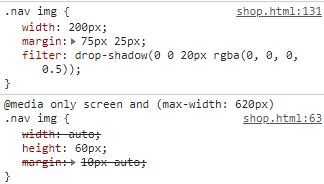 .nav img { shop.html:131
width: 200px;
margin:▶ 75px 25px;
filter: drop-shadow(0 0 20px rgba(0, 0, 0,
0.5));
}
@media only screen and (max-width: 620px)
.nav img { shop.html:63
width: auto;
height: 60px;
margin:▶ 10px auto;
}